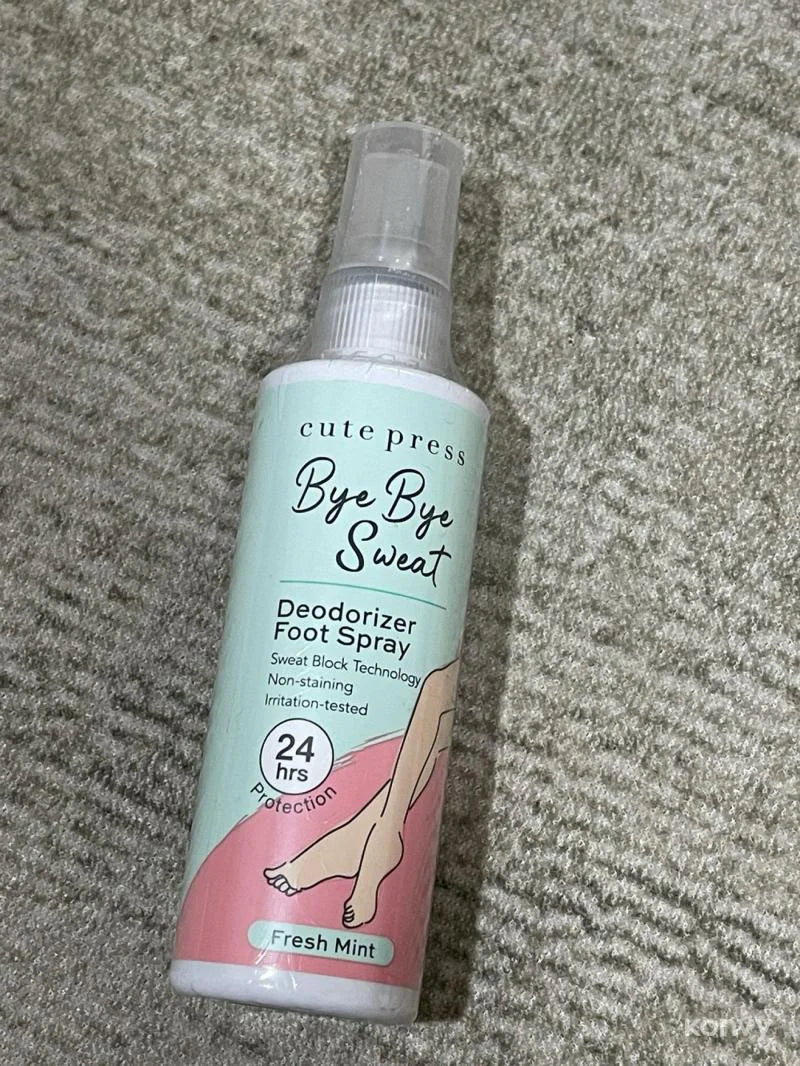 cute press
Bye Bye
Sweat
Deodorizer
Foot Spray
Sweat Block Technology
Non-staining
Irritation-tested
24
hrs
Protection
Fresh Mint